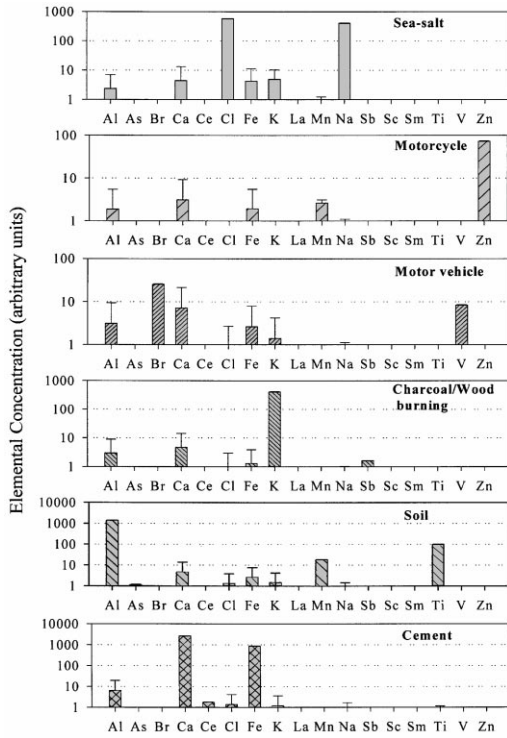 Elemental Concentration (arbitrary units)
1000
100
10
1
Sea-salt
Al As Br Ca Ce Cl Fe K La Mn Na Sb Sc Sm Ti V Zn
100
10
1
Motorcycle
Al As Br Ca Ce Cl Fe K La Mn Na Sb Sc Sm Ti V Zn
100
10
1
Motor vehicle
Al As Br Ca Ce Cl Fe K La Mn Na Sb Sc Sm Ti V Zn
1000
100
10
1
Charcoal/Wood
burning
Al As Br Ca Ce Cl Fe K La Mn Na Sb Sc Sm Ti V Zn
10000
1000
100
10
1
Soil
Al As Br Ca Ce Cl Fe K La Mn Na Sb Sc Sm Ti V Zn
10000
1000
100
10
1
Cement
Al As Br Ca Ce Cl Fe K La Mn Na Sb Sc Sm Ti V Zn